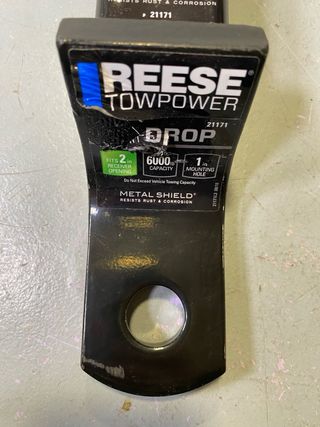 21171
RESISTS RUST & CORROSION
REESE
TOWPOWER
21171
DROP
FITS 2 in
RECEIVER
OPENING
6000
CAPACITY
1 in
MOUNTING
HOLE
Do Not Exceed Vehicle Towing Capacity
METAL SHIELD®
RESISTS RUST & CORROSION